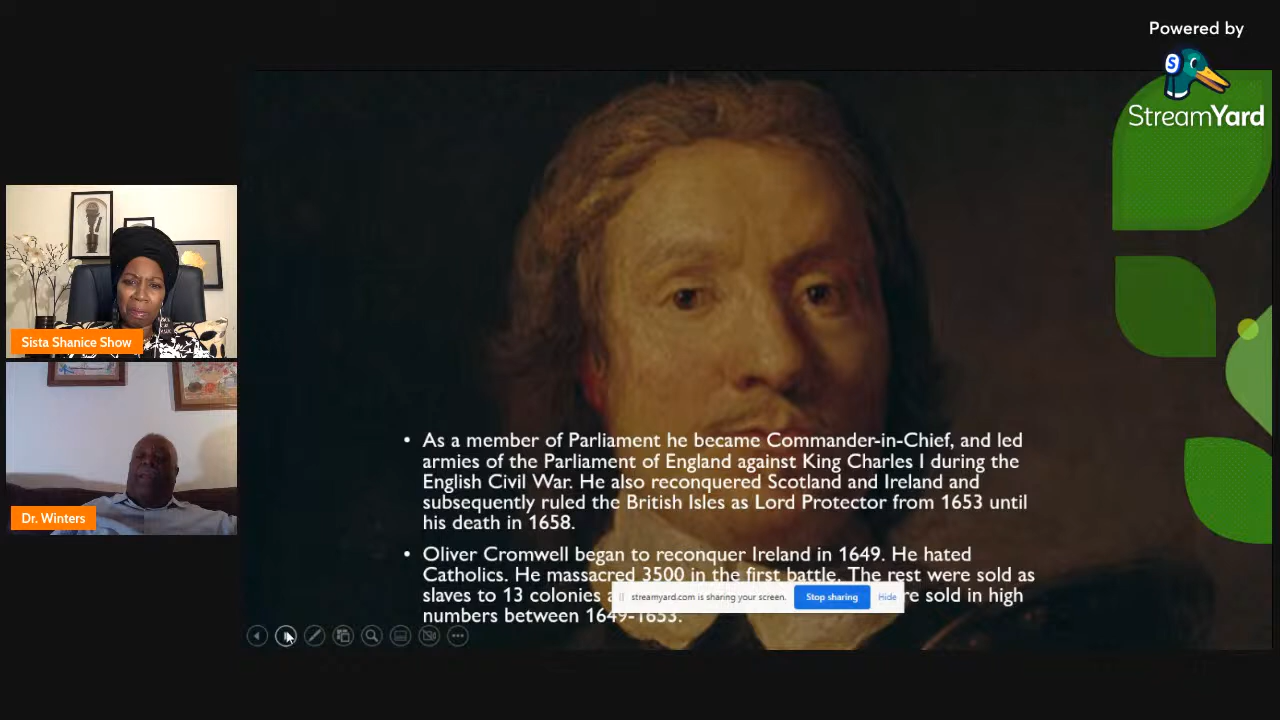 Powered by
S
StreamYard
Sista Shanice Show
Dr. Winters
• As a member of Parliament he became Commander-in-Chief, and led
armies of the Parliament of England against King Charles I during the
English Civil War. He also reconquered Scotland and Ireland and
subsequently ruled the British Isles as Lord Protector from 1653 until
his death in 1658.
• Oliver Cromwell began to reconquer Ireland in 1649. He hated
Catholics. He massacred 3500 in the first battle. The rest were sold as
slaves to 13 colonies
sold in high
numbers between 1649-1653.
streamyard.com is sharing your screen.
Stop sharing
Hide